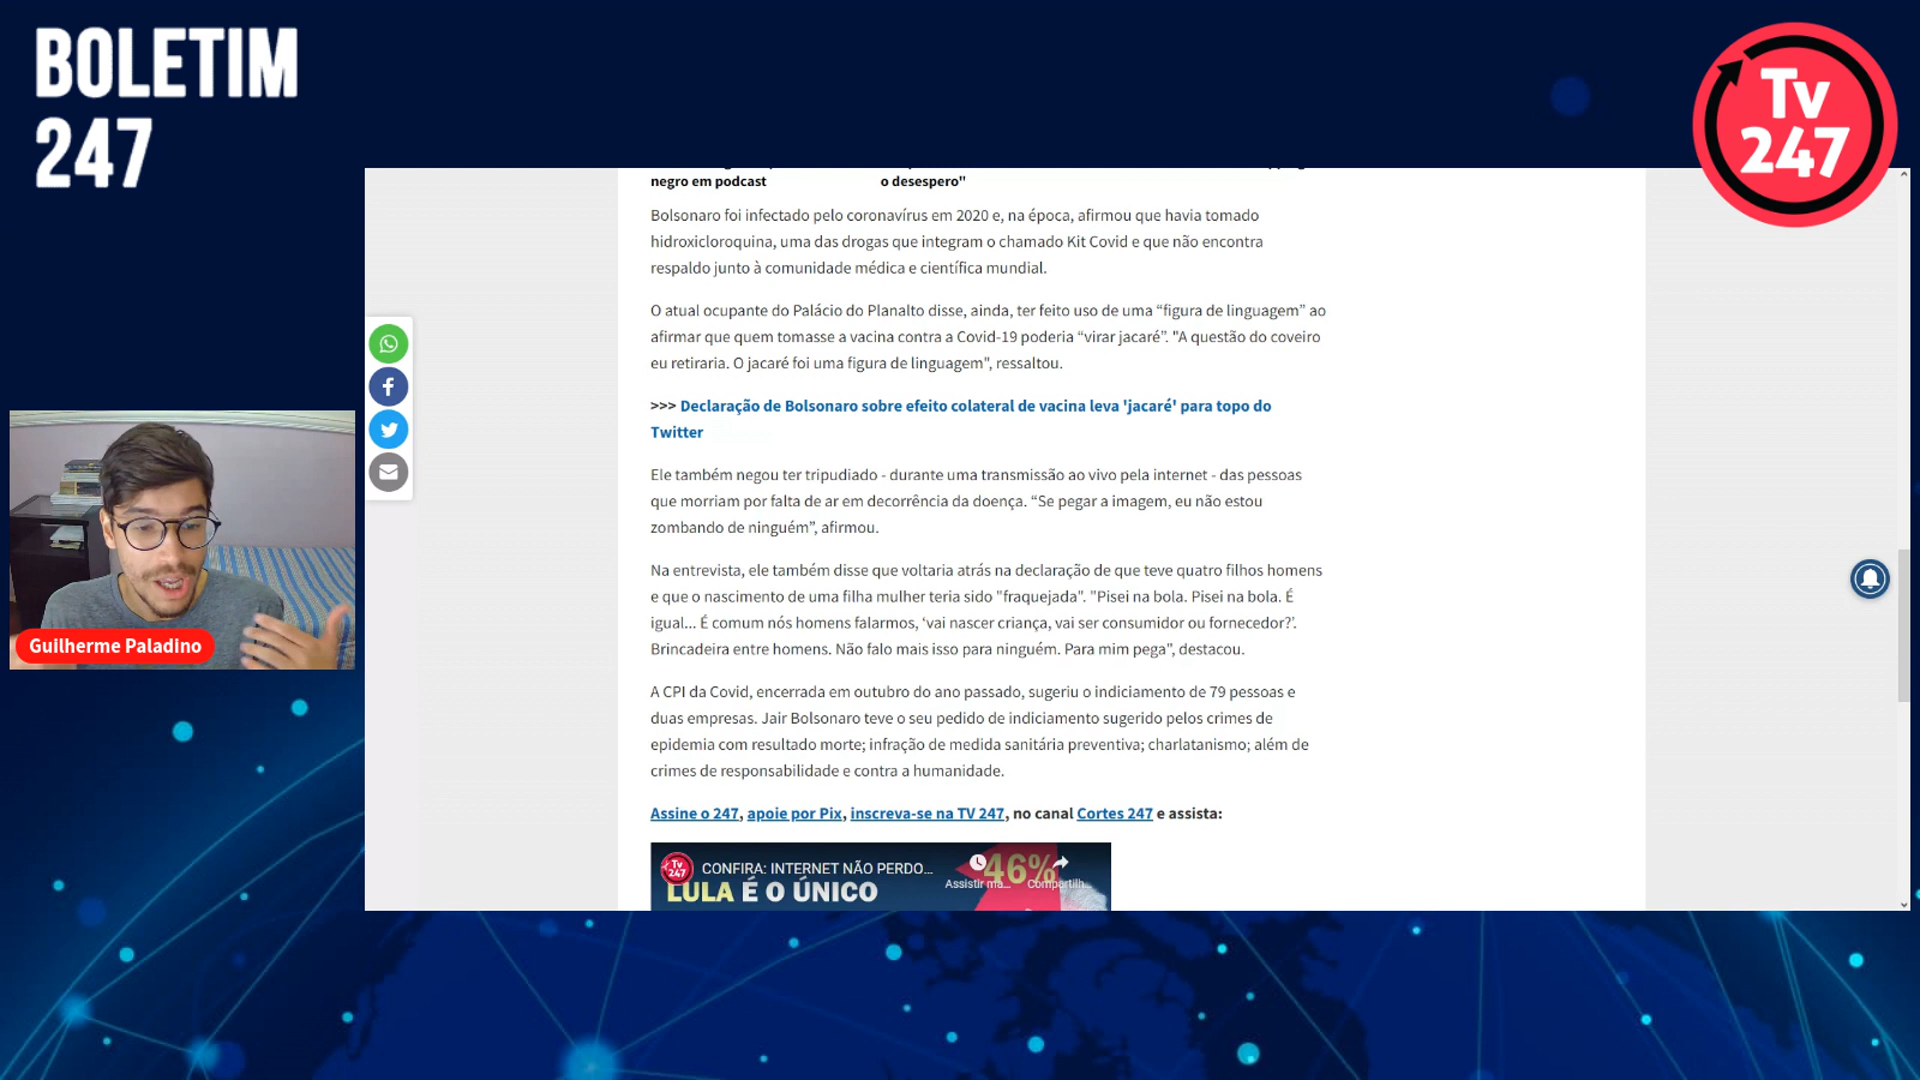 BOLETIM
247
Tv
247
negro em podcast
o desespero"
Bolsonaro foi infectado pelo coronavírus em 2020 e, na época, afirmou que havia tomado
hidroxicloroquina, uma das drogas que integram o chamado Kit Covid e que não encontra
respaldo junto à comunidade médica e científica mundial.
O atual ocupante do Palácio do Planalto disse, ainda, ter feito uso de uma “figura de linguagem” ao
afirmar que quem tomasse a vacina contra a Covid-19 poderia “virar jacaré”. "A questão do coveiro
eu retiraria. O jacaré foi uma figura de linguagem", ressaltou.
>>> Declaração de Bolsonaro sobre efeito colateral de vacina leva 'jacaré' para topo do
Twitter
Ele também negou ter tripudiado - durante uma transmissão ao vivo pela internet - das pessoas
que morriam por falta de ar em decorrência da doença. “Se pegar a imagem, eu não estou
zombando de ninguém”, afirmou.
Na entrevista, ele também disse que voltaria atrás na declaração de que teve quatro filhos homens
e que o nascimento de uma filha mulher teria sido "fraquejada". "Pisei na bola. Pisei na bola. É
igual... É comum nós homens falarmos, ‘vai nascer criança, vai ser consumidor ou fornecedor?’.
Brincadeira entre homens. Não falo mais isso para ninguém. Para mim pega”, destacou.
A CPI da Covid, encerrada em outubro do ano passado, sugeriu o indiciamento de 79 pessoas e
duas empresas. Jair Bolsonaro teve o seu pedido de indiciamento sugerido pelos crimes de
epidemia com resultado morte; infração de medida sanitária preventiva; charlatanismo; além de
crimes de responsabilidade e contra a humanidade.
Assine o 247, apoie por Pix, inscreva-se na TV 247, no canal Cortes 247 e assista:
Tv
247
CONFIRA: INTERNET NÃO PERDO...
46%
Assistir ma...
Compartilh...
LULA É O ÚNICO
Guilherme Paladino